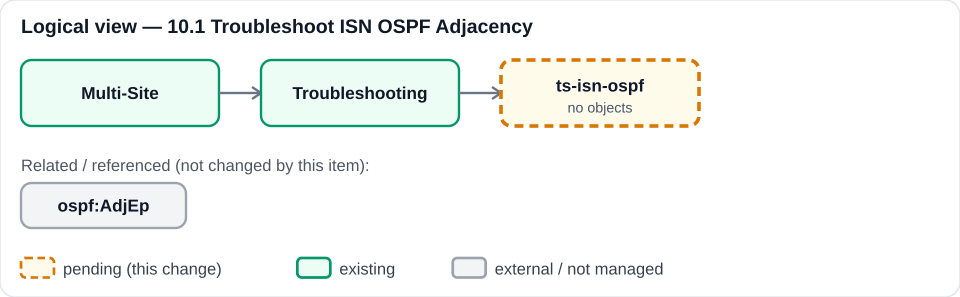 Logical view — 10.1 Troubleshoot ISN OSPF Adjacency
Multi-Site
Troubleshooting
ts-isn-ospf
no objects
Related / referenced (not changed by this item):
ospf:AdjEp
pending (this change)
existing
external / not managed